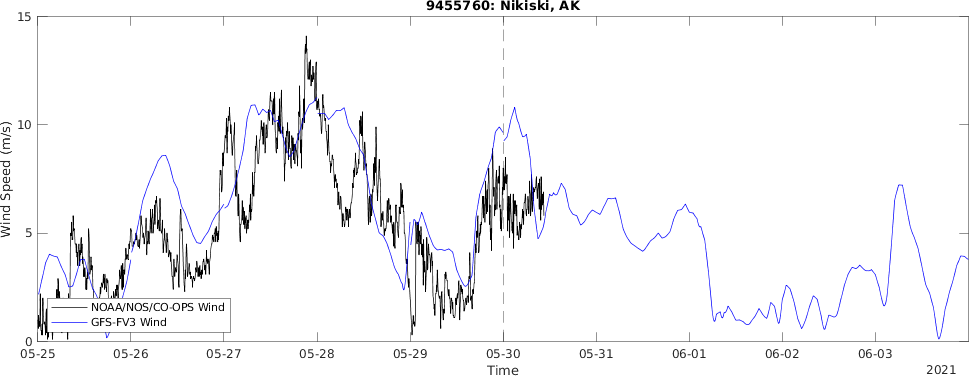 9455760: Nikiski, AK
15
10
5
0
Wind Speed (m/s)
NOAA/NOS/CO-OPS Wind
GFS-FV3 Wind
05-25 05-26 05-27 05-28 05-29 05-30 05-31 06-01 06-02 06-03
Time
2021